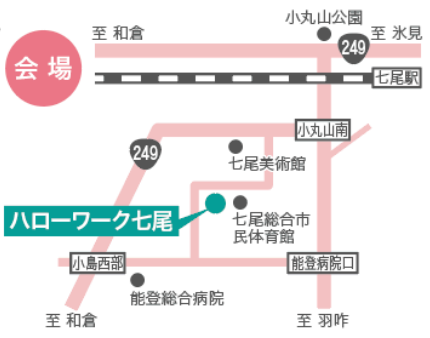 会場
至 和倉
小丸山公園
249
至 氷見
七尾駅
小丸山南
249
七尾美術館
ハローワーク七尾
七尾総合市
民体育館
小島西部
能登病院口
能登総合病院
至 和倉
至 羽咋